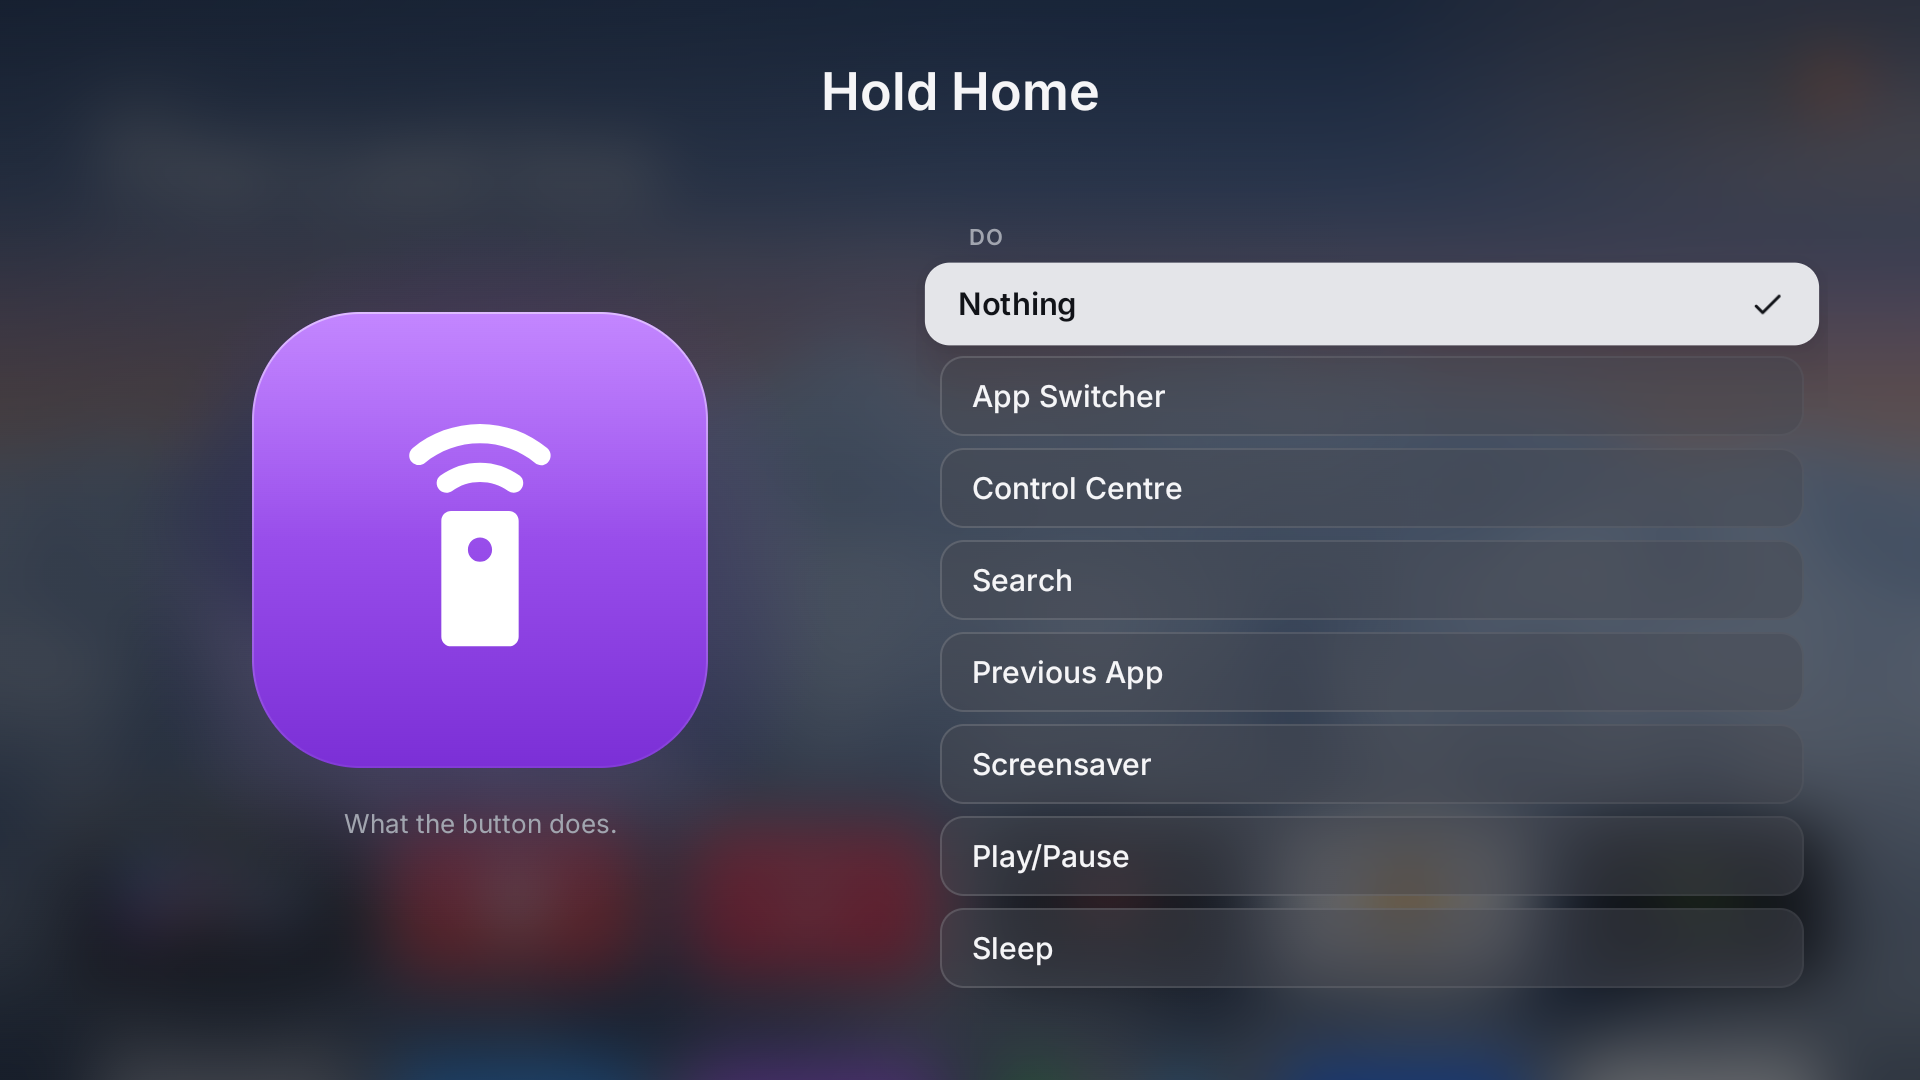 Hold Home
DO
Nothing
App Switcher
Control Centre
Search
Previous App
Screensaver
Play/Pause
Sleep
What the button does.